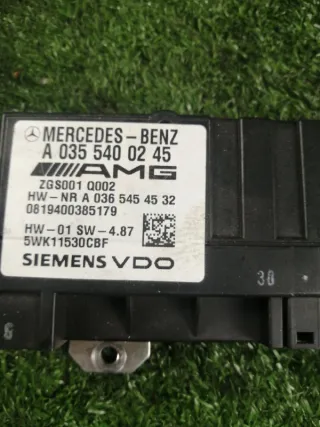 MERCEDES-BENZ
A 035 540 02 45
AMG
ZGS001 Q002
HW-NR A 036 545 45 32
0819400385179
HW-01 SW-4.87
5WK11530CBF
SIEMENS VDO
30